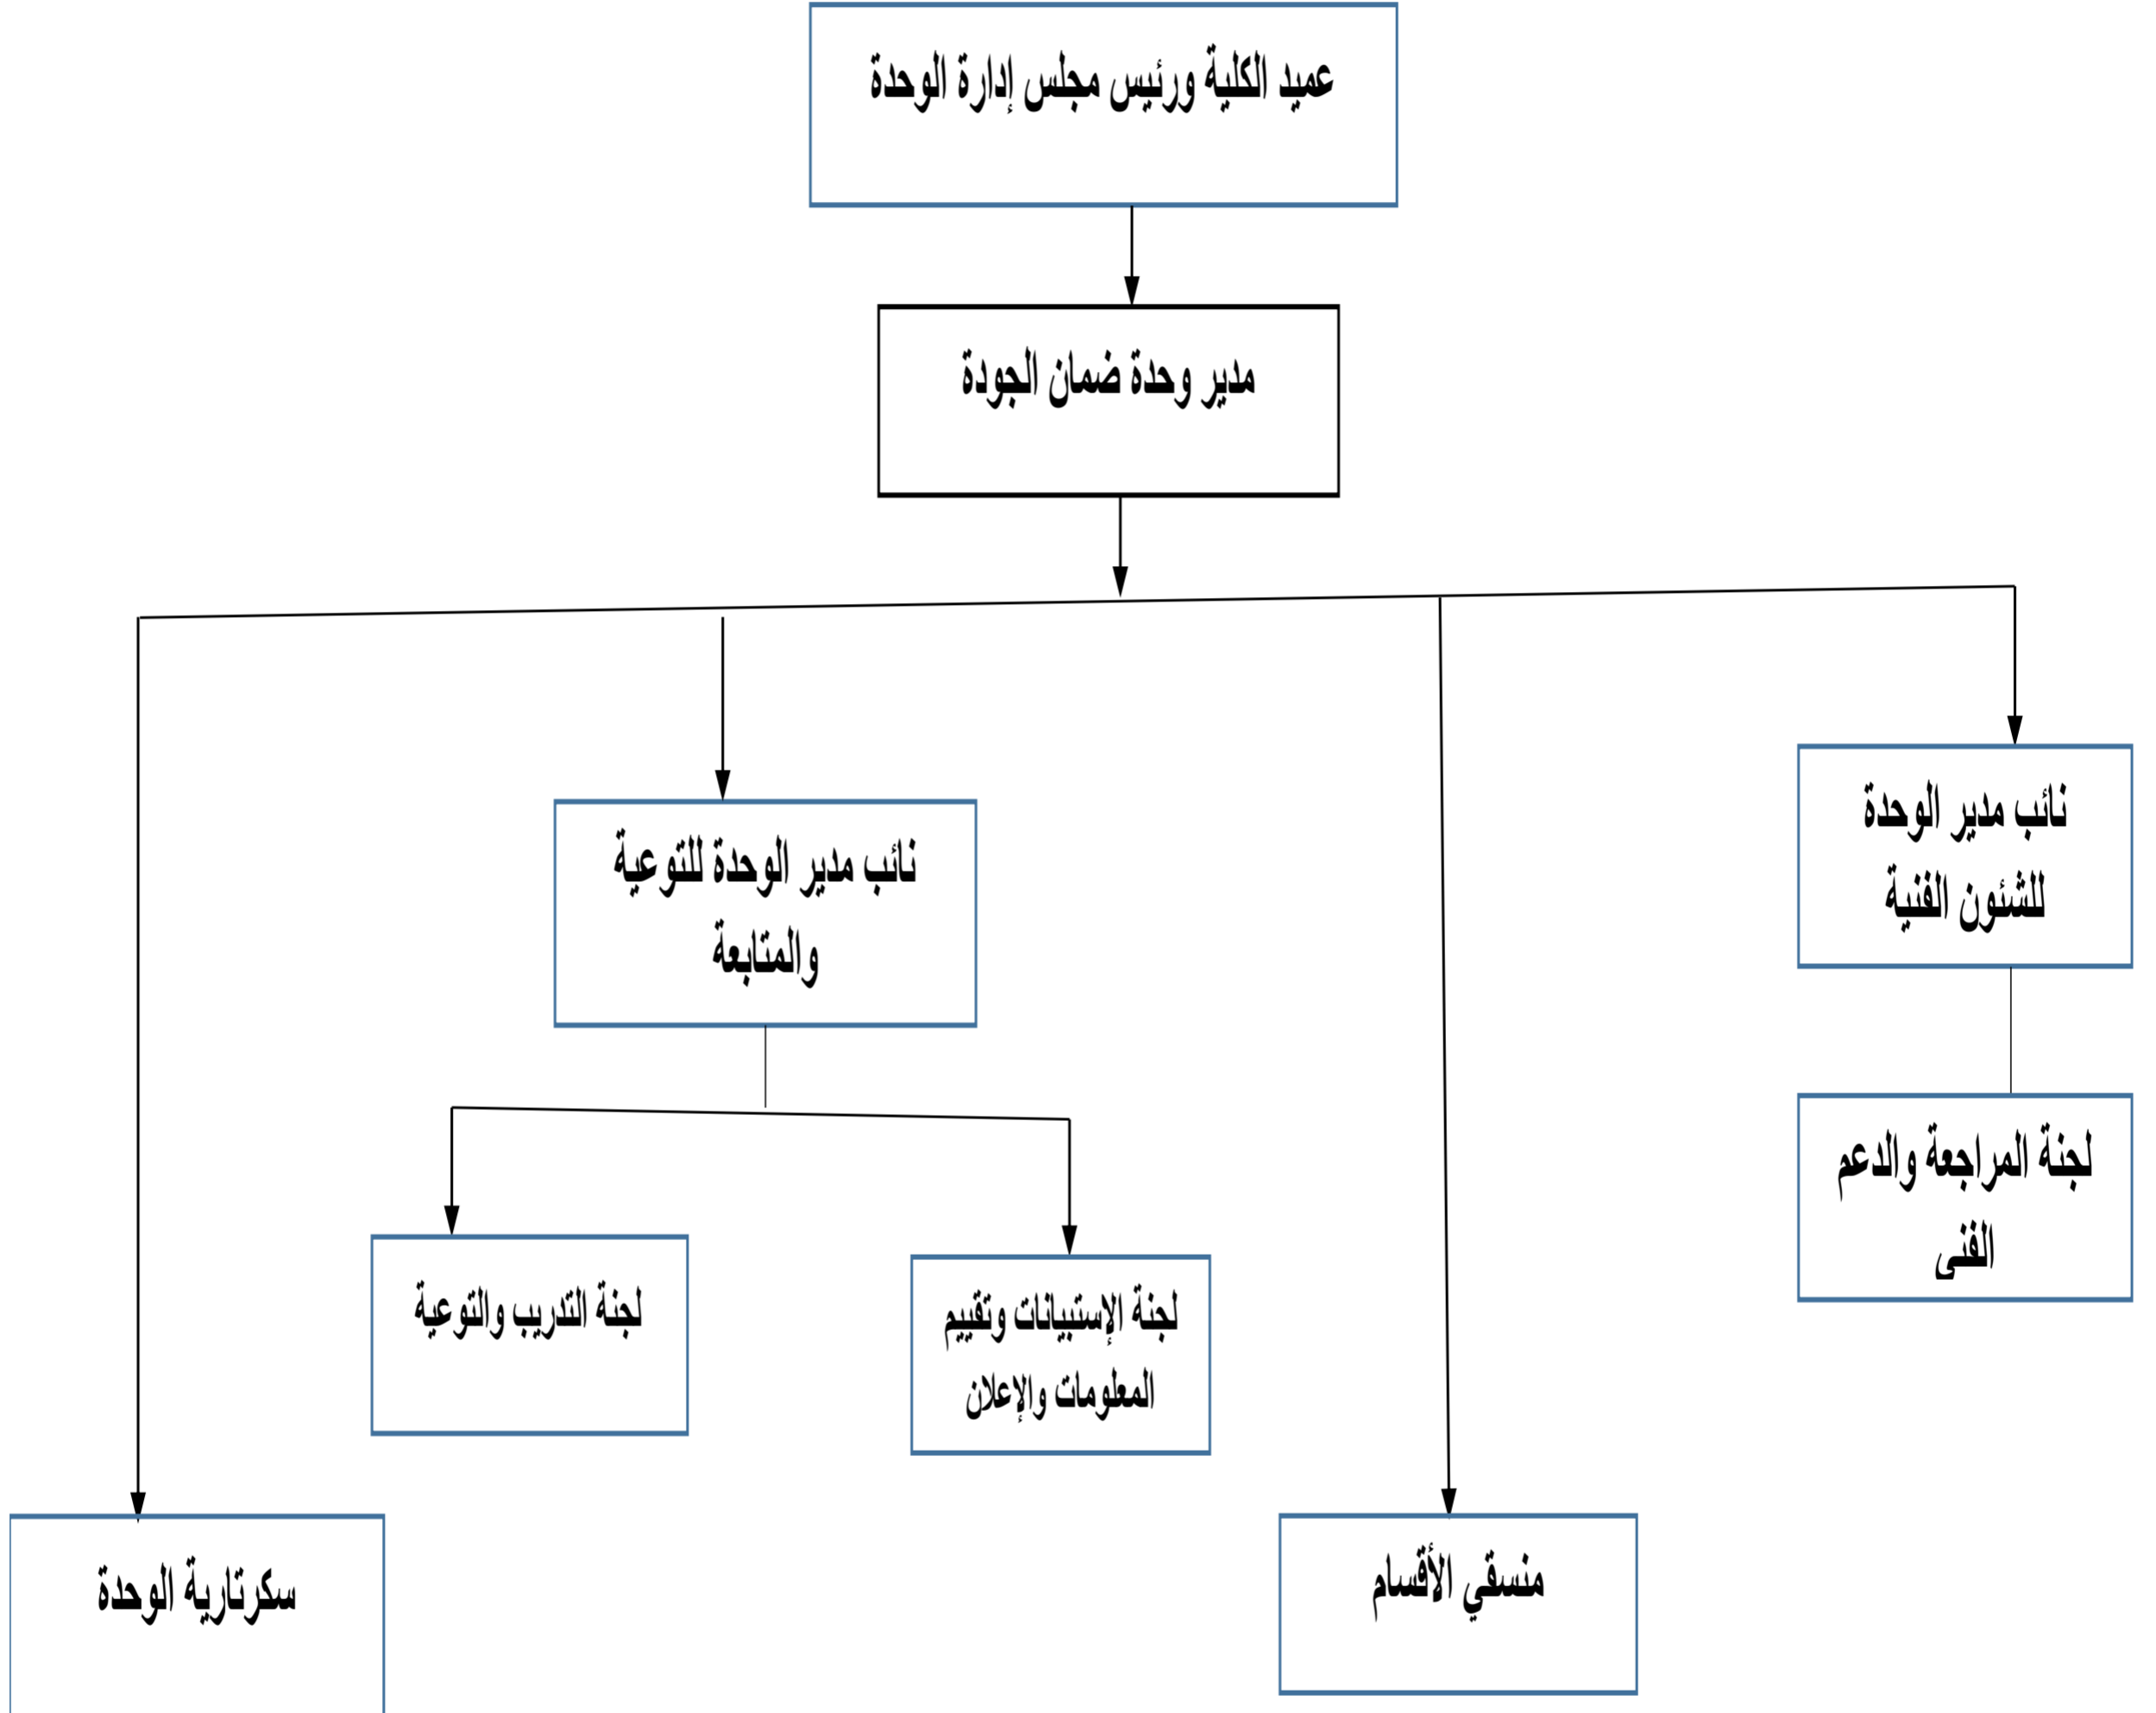 عميد الكلية ورئيس مجلس إدارة الوحدة
مدير وحدة ضمان الجودة
نائب مدير الوحدة
للشئون الفنية
نائب مدير الوحدة للتوعية
والمتابعة
لجنة المراجعة والدعم
الفنى
لجنة الإستبيانات وتقييم
المعلومات والإعلان
لجنة التدريب والتوعية
منسقي الأقسام
سكرتارية الوحدة